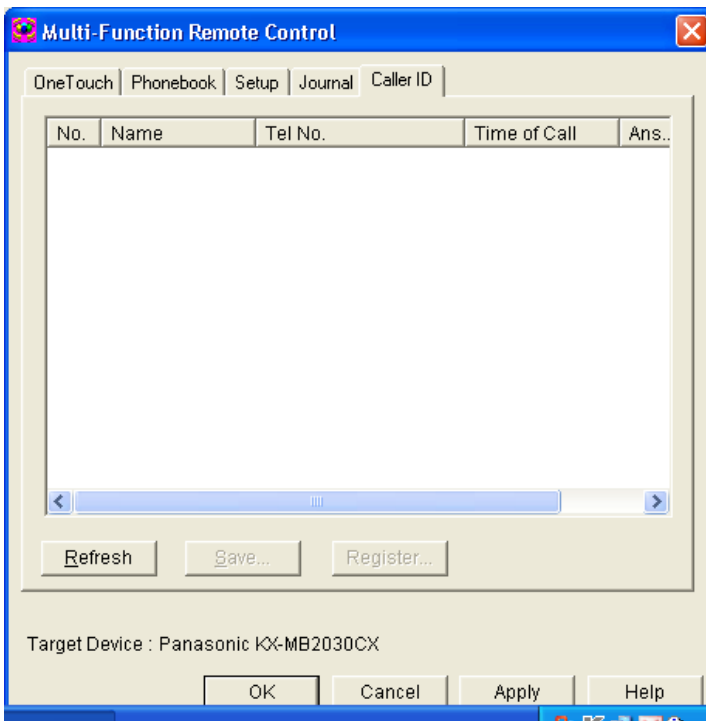 Multi-Function Remote Control
OneTouch Phonebook Setup Journal Caller ID
No. Name Tel No. Time of Call Ans..
Refresh Save... Register...
Target Device : Panasonic KX-MB2030CX
OK Cancel Apply Help